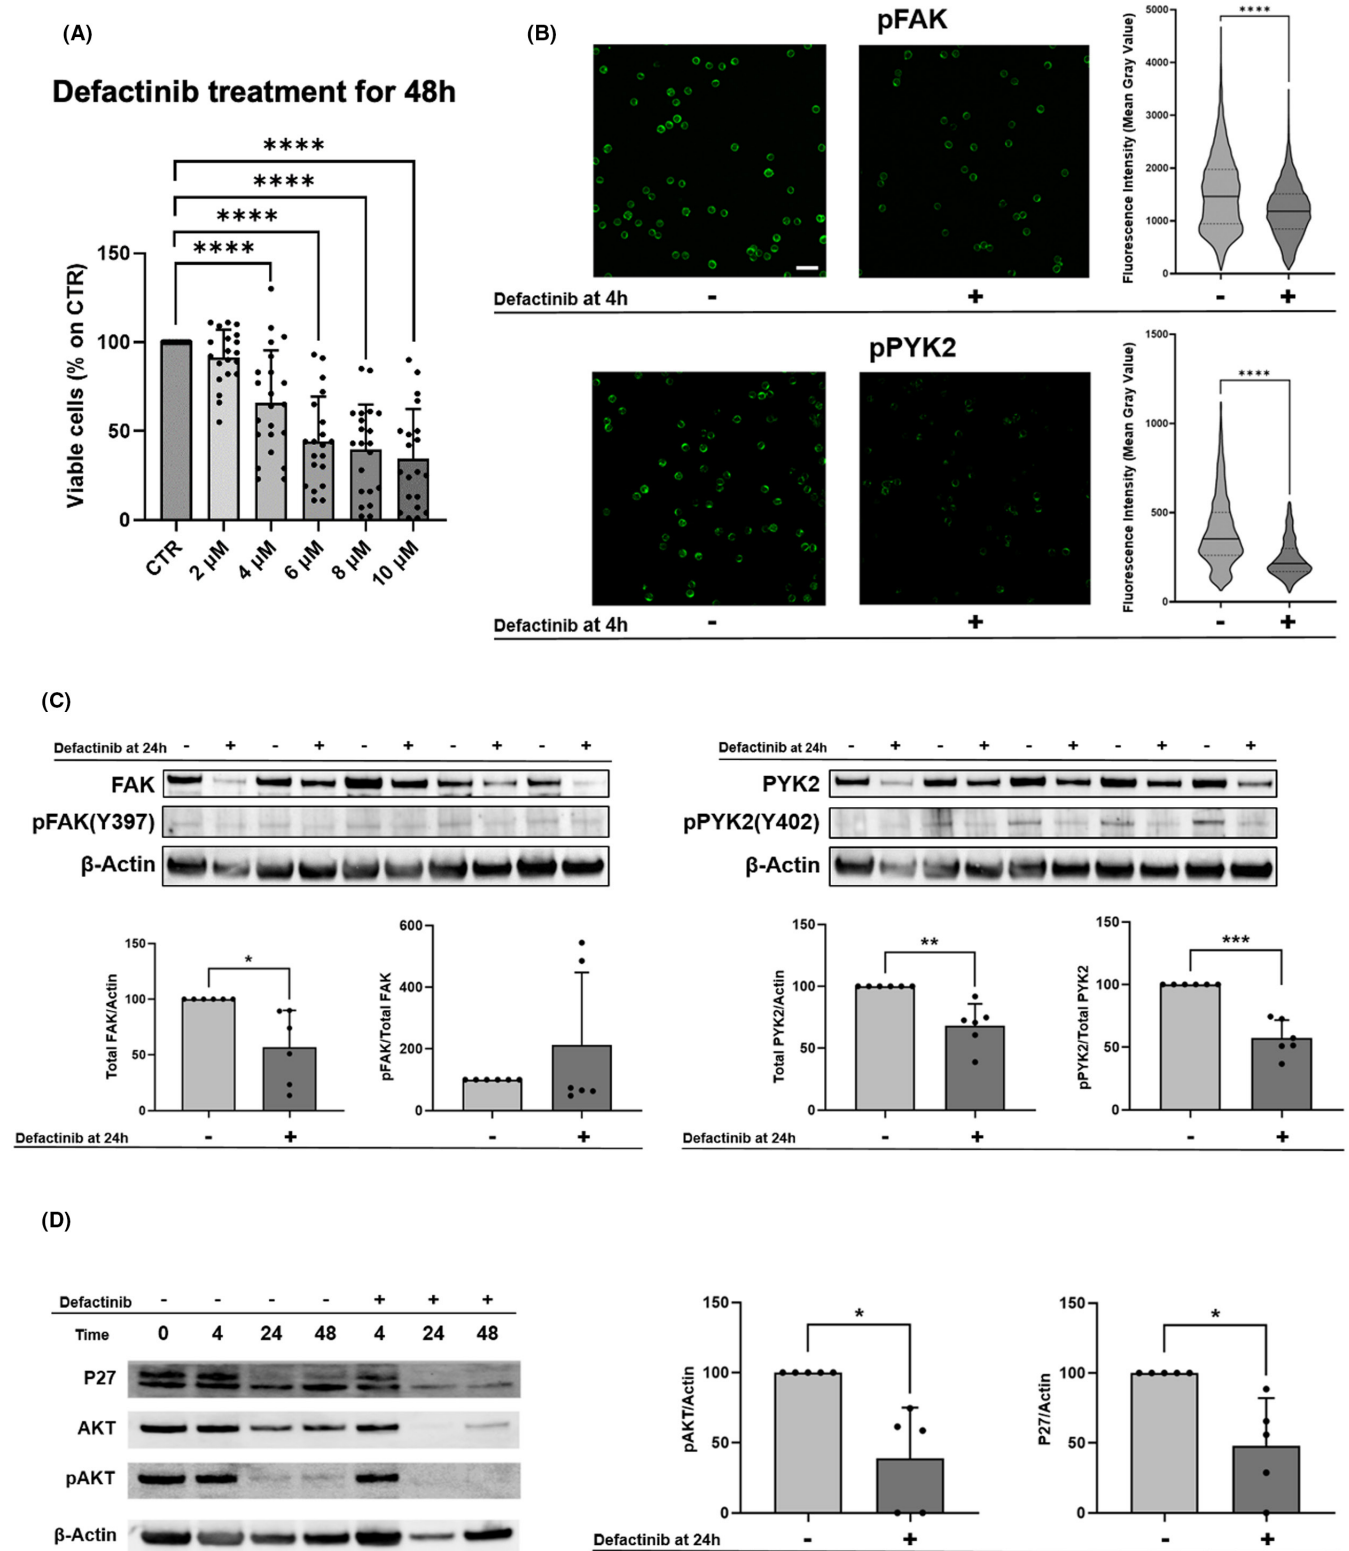 (A)
Defactinib treatment for 48h
****
****
****
****
Viable cells (% on CTR)
150
100
50
0
CTR
2 µM
4 µM
6 µM
8 µM
10 µM
(B)
pFAK
Defactinib at 4h - +
Fluorescence Intensity (Mean Gray Value)
5000
4000
3000
2000
1000
0
****
- +
pPYK2
Defactinib at 4h - +
Fluorescence Intensity (Mean Gray Value)
1500
1000
500
0
****
- +
(C)
Defactinib at 24h - + - + - + - + - +
FAK
pFAK(Y397)
β-Actin
Total FAK/Actin
150
100
50
0
*
pFAK/Total FAK
600
400
200
0
Defactinib at 24h - + - +
Defactinib at 24h - + - + - + - + - +
PYK2
pPYK2(Y402)
β-Actin
Total PYK2/Actin
150
100
50
0
**
pPYK2/Total PYK2
150
100
50
0
***
Defactinib at 24h - + - +
(D)
Defactinib - - - - + + +
Time 0 4 24 48 4 24 48
P27
AKT
pAKT
β-Actin
pAKT/Actin
150
100
50
0
*
P27/Actin
150
100
50
0
*
Defactinib at 24h - + - +